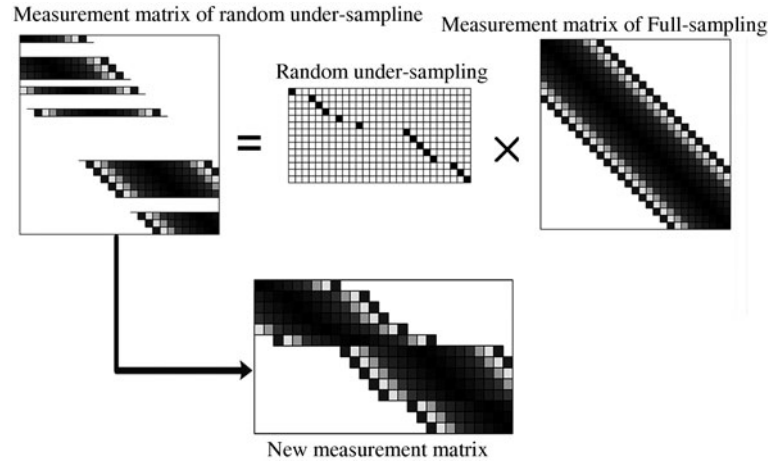 Measurement matrix of random under-sampline
Measurement matrix of Full-sampling
Random under-sampling
=
×
New measurement matrix